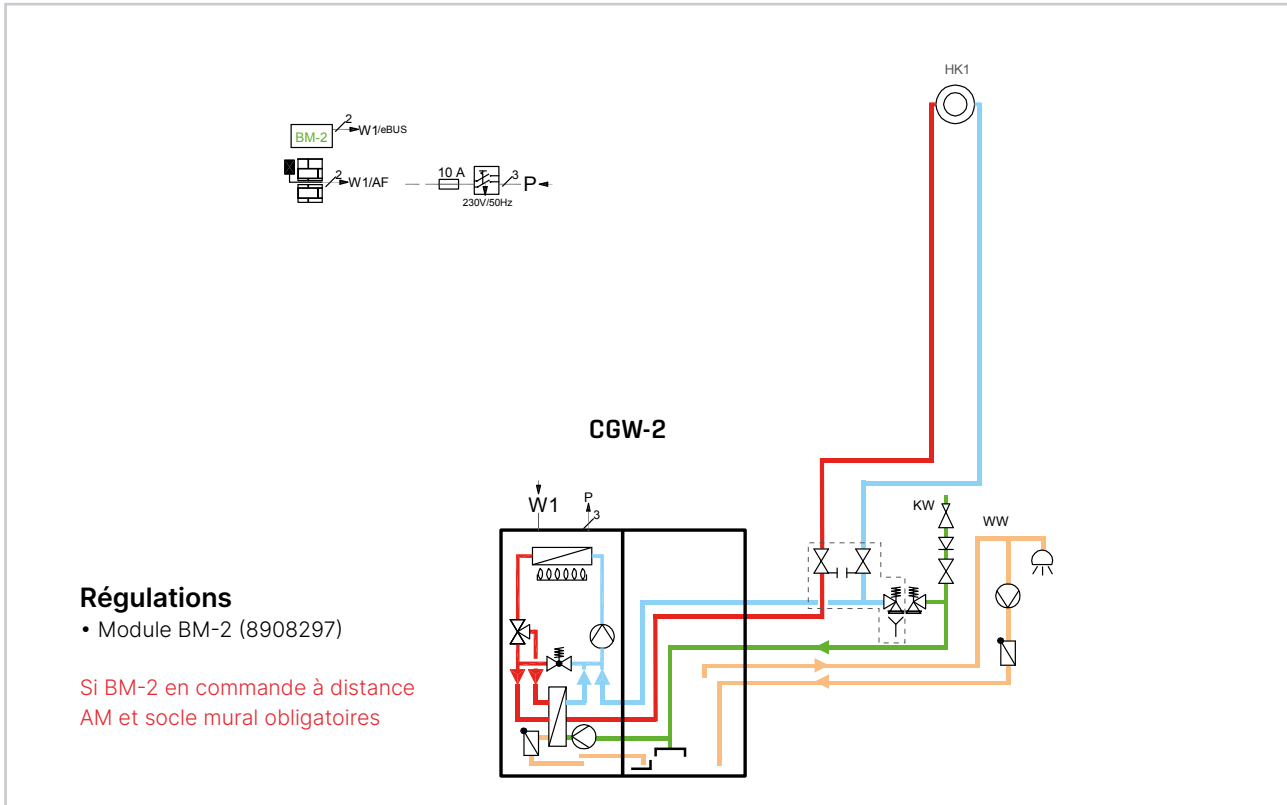 HK1
BM-2
2
W1/eBUS
2
W1/AF
10 A
3
P
230V/50Hz
CGW-2
W1
P
3
KW
WW
Régulations
• Module BM-2 (8908297)
Si BM-2 en commande à distance
AM et socle mural obligatoires